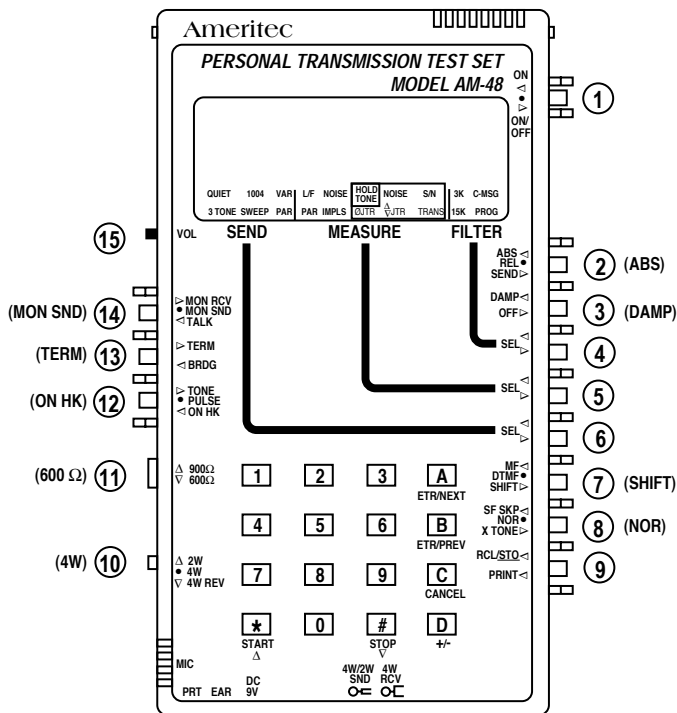 Ameritec
PERSONAL TRANSMISSION TEST SET
MODEL AM-48
ON
◁
•
▷
ON/
OFF
1
QUIET 1004 VAR L/F NOISE HOLD TONE NOISE S/N 3K C-MSG
3 TONE SWEEP PAR PAR IMPLS ØJTR △▽JTR TRANS 15K PROG
15 VOL
SEND MEASURE FILTER
ABS ◁
REL •
SEND ▷
2 (ABS)
DAMP ◁
OFF ▷
3 (DAMP)
SEL ◁ ▷
4
SEL ◁ ▷
5
SEL ◁ ▷
6
(MON SND) 14
▷ MON RCV
• MON SND
◁ TALK
(TERM) 13
▷ TERM
◁ BRDG
(ON HK) 12
▷ TONE
• PULSE
◁ ON HK
(600 Ω) 11
△ 900Ω
▽ 600Ω
1 2 3 A
ETR/NEXT
MF ◁
DTMF •
SHIFT ▷
7 (SHIFT)
4 5 6 B
ETR/PREV
SF SKP ◁
NOR •
X TONE ▷
8 (NOR)
(4W) 10
△ 2W
• 4W
▽ 4W REV
7 8 9 C
CANCEL
RCL/STO ◁
PRINT ◁
9
* 0 # D
START STOP +/-
△ ▽
MIC
PRT EAR
DC
9V
4W/2W
SND
4W
RCV